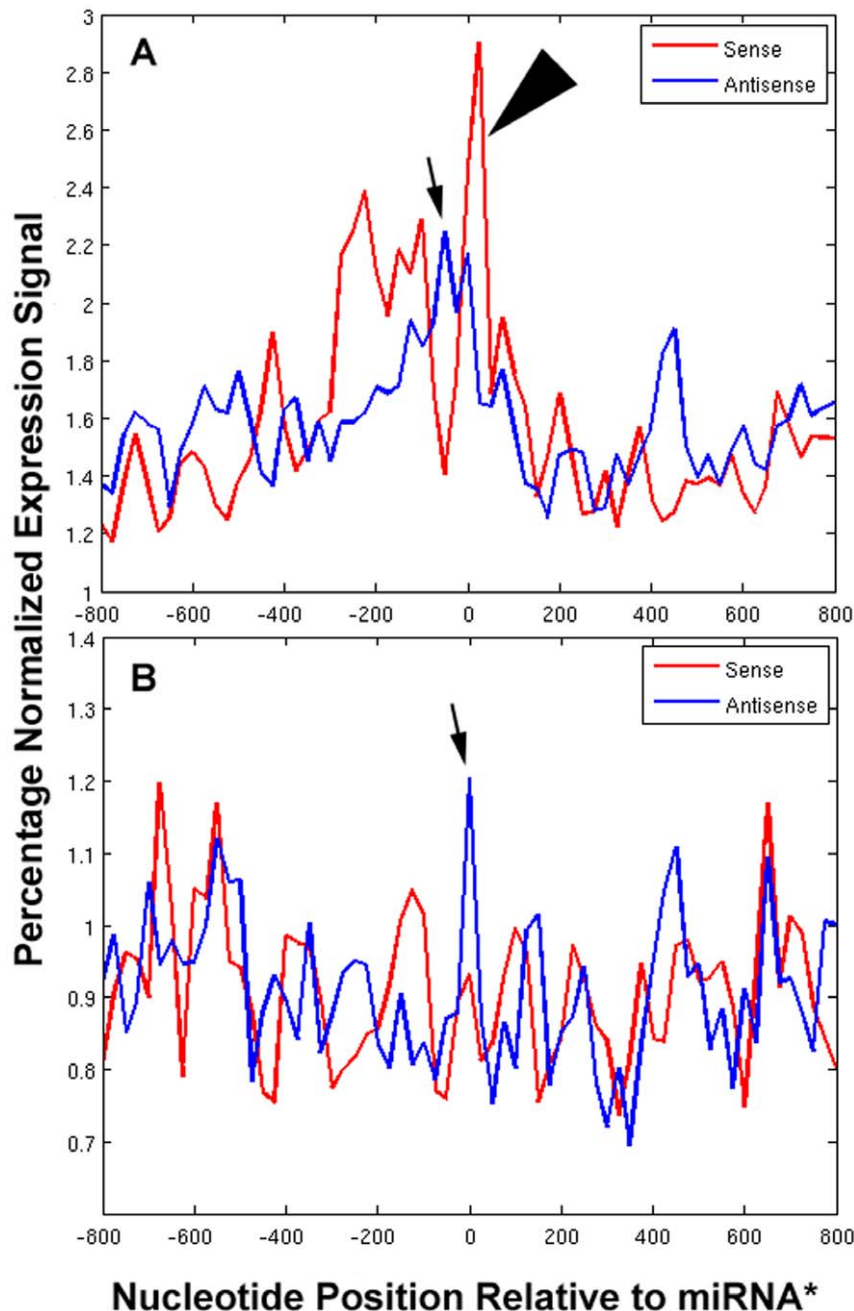 Percentage Normalized Expression Signal
A
Sense
Antisense
3
2.8
2.6
2.4
2.2
2
1.8
1.6
1.4
1.2
1
-800 -600 -400 -200 0 200 400 600 800
B
Sense
Antisense
1.4
1.3
1.2
1.1
1
0.9
0.8
0.7
-800 -600 -400 -200 0 200 400 600 800
Nucleotide Position Relative to miRNA*